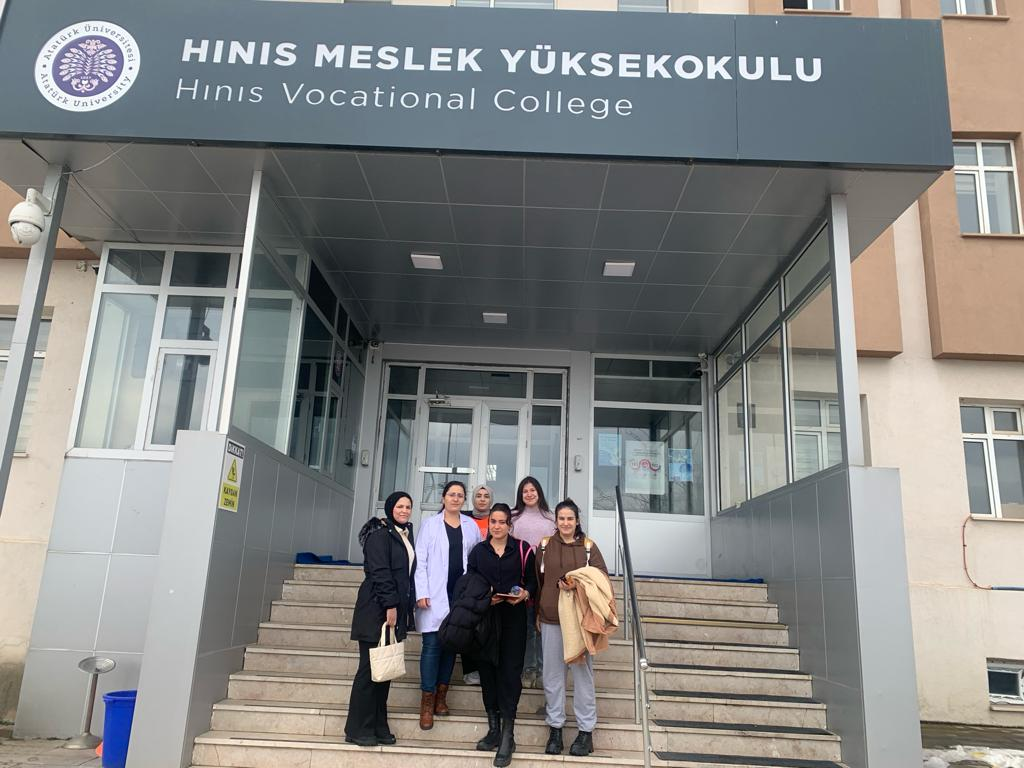 Atatürk Üniversitesi
Atatürk University
HINIS MESLEK YÜKSEKOKULU
Hınıs Vocational College
DİKKAT!
KAYGAN
ZEMİN